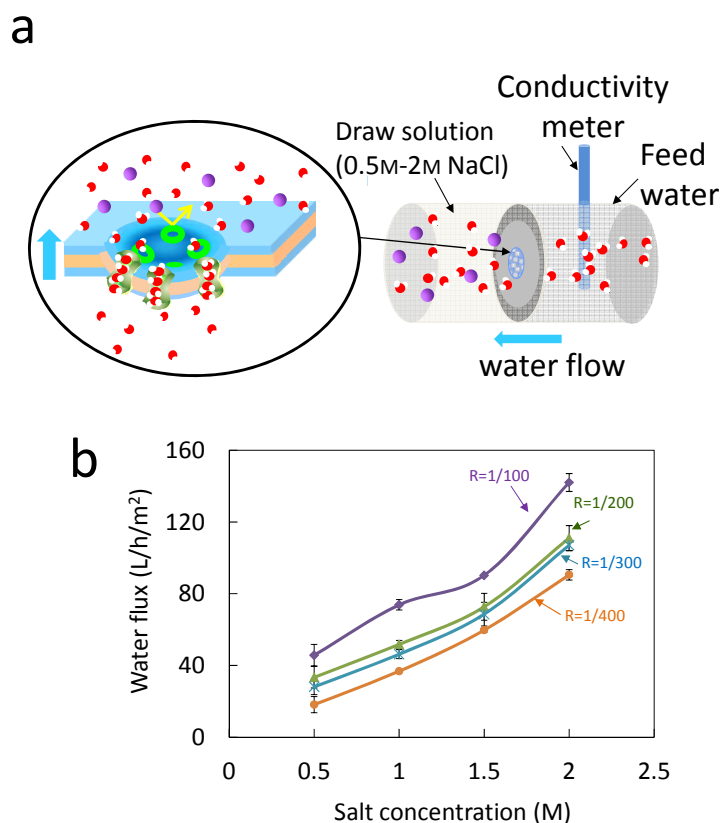 a
Conductivity
meter
Draw solution
(0.5M-2M NaCl)
Feed
water
water flow
b
Water flux (L/h/m²)
160
120
80
40
0
R=1/100
R=1/200
R=1/300
R=1/400
0
0.5
1
1.5
2
2.5
Salt concentration (M)